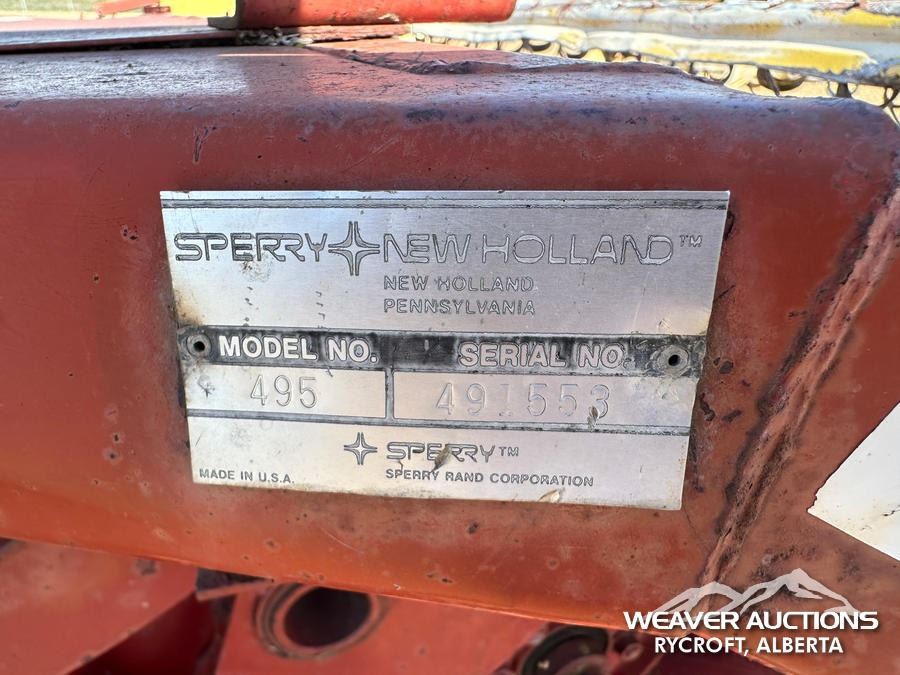 SPERRY NEW HOLLAND™
NEW HOLLAND
PENNSYLVANIA
MODEL NO. SERIAL NO.
495 491553
SPERRY™
MADE IN U.S.A. SPERRY RAND CORPORATION
WEAVER AUCTIONS
RYCROFT, ALBERTA